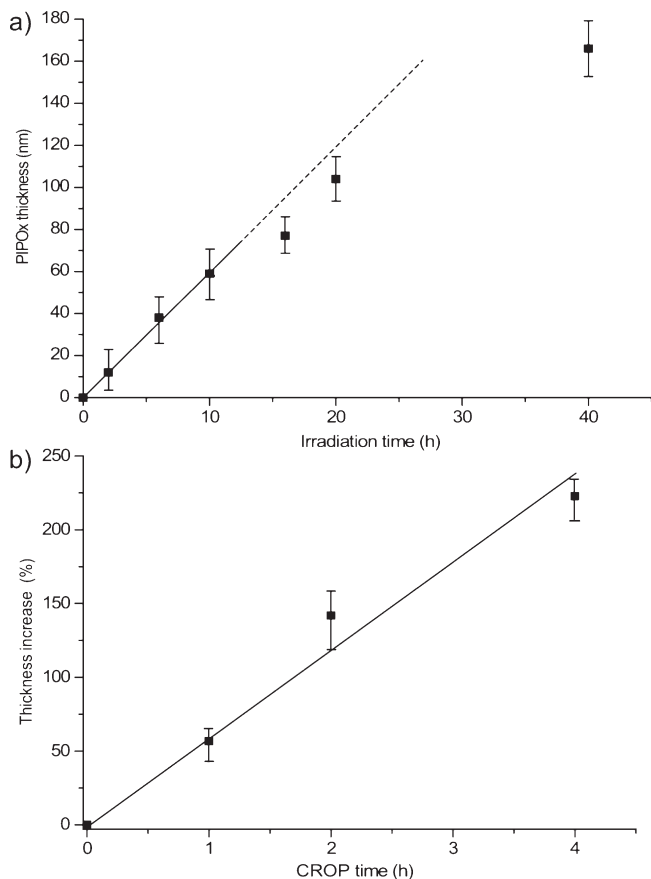 a)
180
160
140
120
100
80
60
40
20
0
PIPOx thickness (nm)
0 10 20 30 40
Irradiation time (h)
b)
250
200
150
100
50
0
Thickness increase (%)
0 1 2 3 4
CROP time (h)